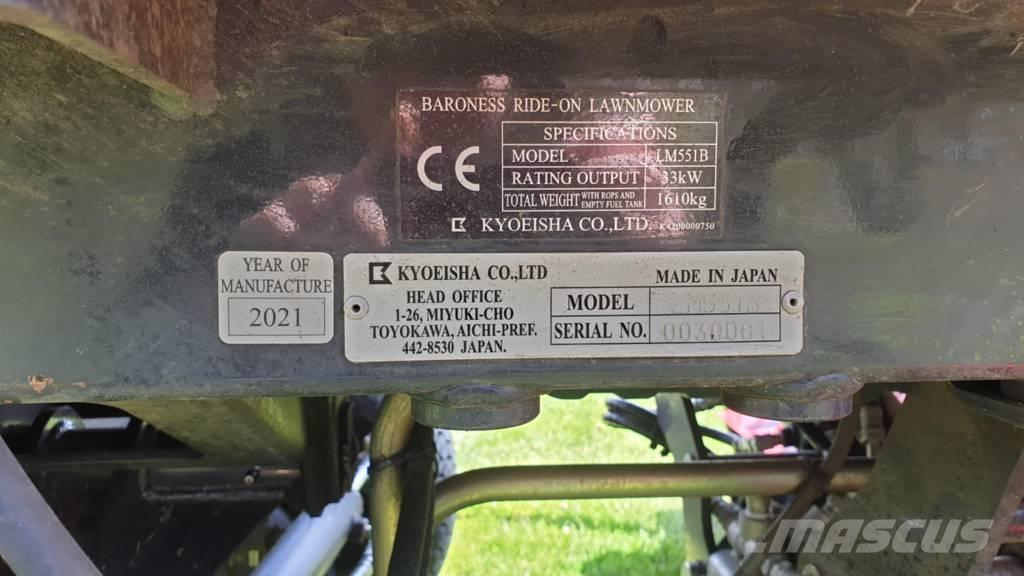 BARONESS RIDE-ON LAWNMOWER
CE
SPECIFICATIONS
MODEL LM551B
RATING OUTPUT 33kW
TOTAL WEIGHT WITH ROPS AND EMPTY FUEL TANK 1610kg
KYOEISHA CO.,LTD. K4200000750
YEAR OF
MANUFACTURE
2021
KYOEISHA CO.,LTD
HEAD OFFICE
1-26, MIYUKI-CHO
TOYOKAWA, AICHI-PREF.
442-8530 JAPAN.
MADE IN JAPAN
MODEL LM551B
SERIAL NO.
MASCUS